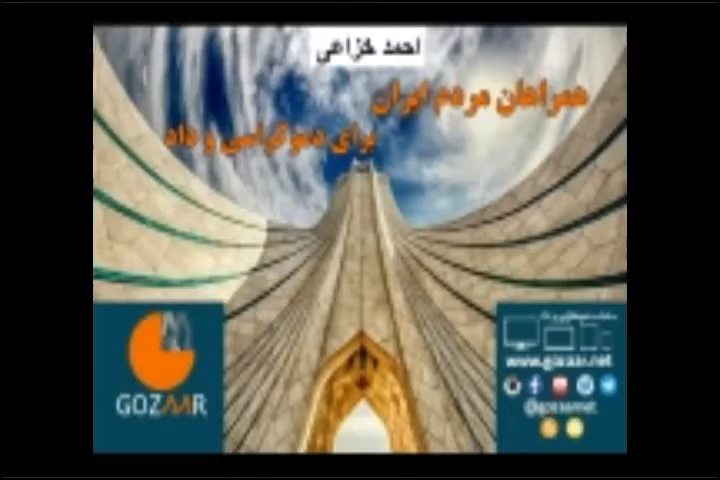 احمد خزاعی
همراهان مردم ایران
برای دموکراسی و داد
GOZAAR
www.gozaar.net
@gozaarnet